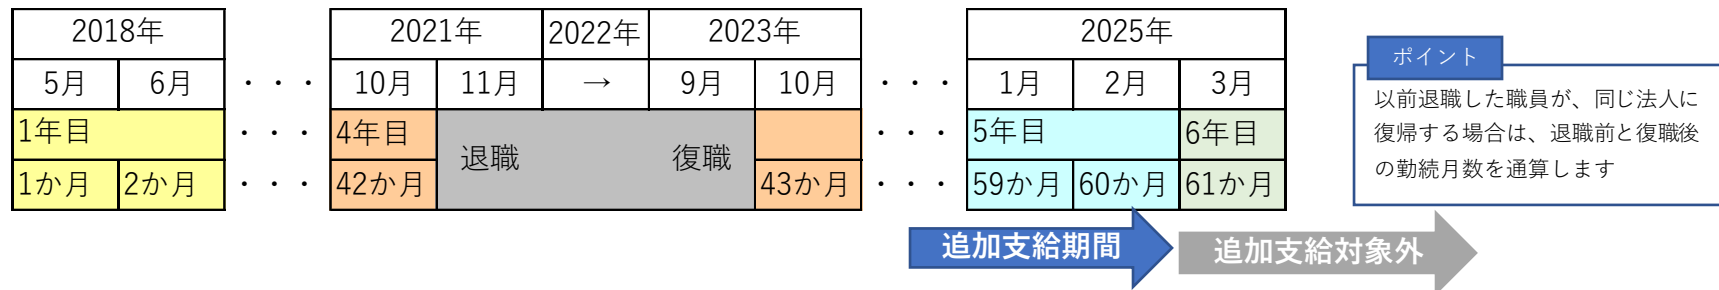 2018年 2021年 2022年 2023年 2025年
5月 6月 ・・・ 10月 11月 → 9月 10月 ・・・ 1月 2月 3月
1年目 ・・・ 4年目 ・・・ 5年目 6年目
退職 復職
1か月 2か月 ・・・ 42か月 43か月 ・・・ 59か月 60か月 61か月
追加支給期間 追加支給対象外
ポイント
以前退職した職員が、同じ法人に
復帰する場合は、退職前と復職後
の勤続月数を通算します